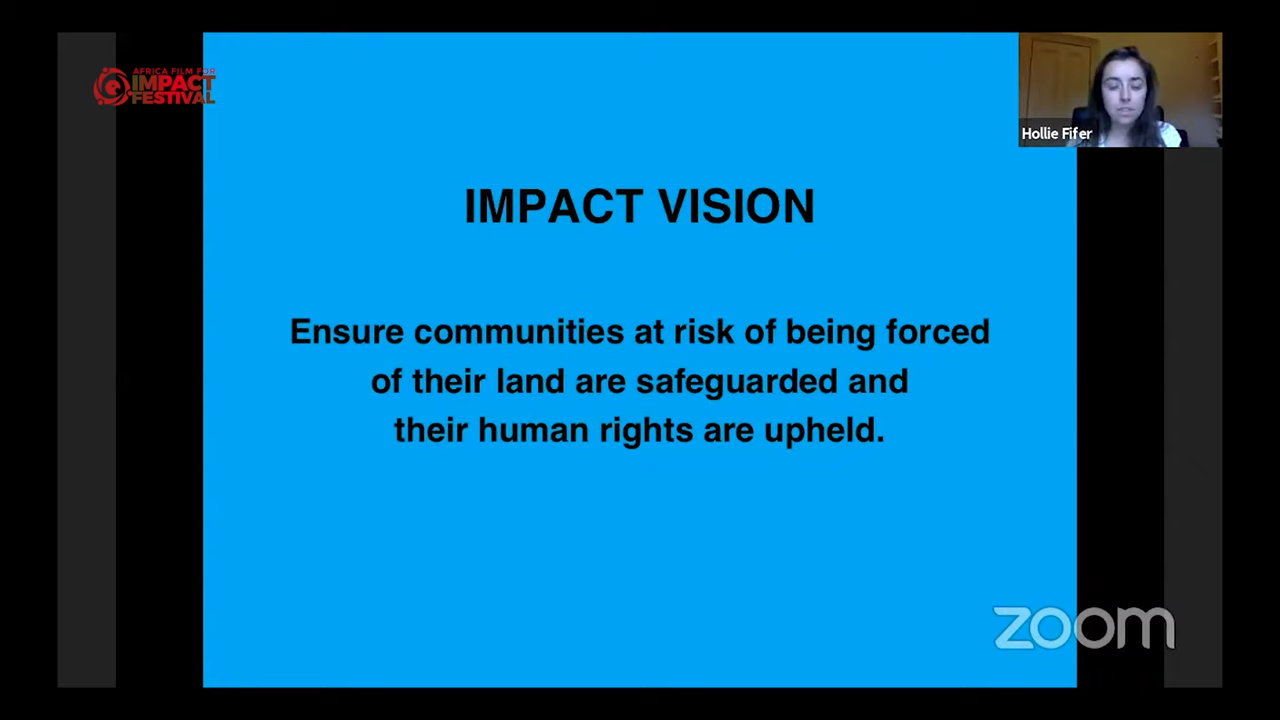 AFRICA FILM FOR
IMPACT
FESTIVAL
Hollie Fifer
IMPACT VISION
Ensure communities at risk of being forced
of their land are safeguarded and
their human rights are upheld.
zoom